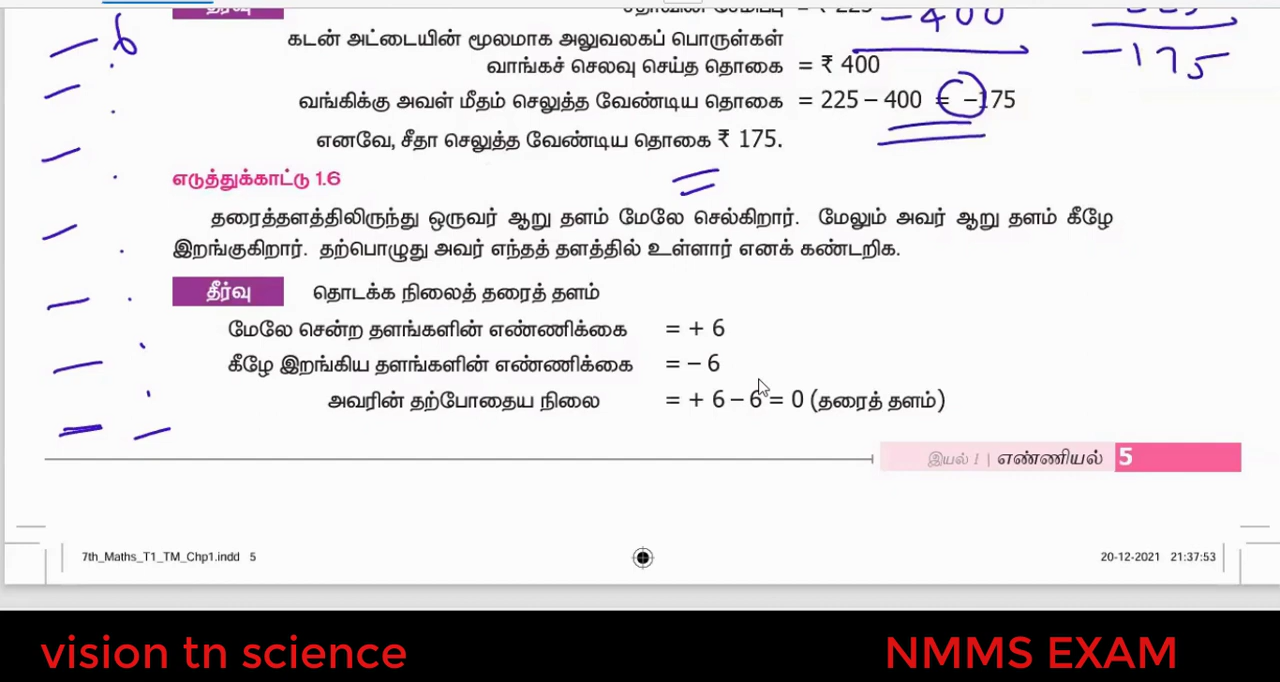 தீர்வு
= ₹ 225
-400
-175
6
கடன் அட்டையின் மூலமாக அலுவலகப் பொருள்கள்
வாங்கச் செலவு செய்த தொகை = ₹ 400
வங்கிக்கு அவள் மீதம் செலுத்த வேண்டிய தொகை = 225 – 400 = –175
எனவே, சீதா செலுத்த வேண்டிய தொகை ₹ 175.
எடுத்துக்காட்டு 1.6
தரைத்தளத்திலிருந்து ஒருவர் ஆறு தளம் மேலே செல்கிறார். மேலும் அவர் ஆறு தளம் கீழே
இறங்குகிறார். தற்பொழுது அவர் எந்தத் தளத்தில் உள்ளார் எனக் கண்டறிக.
தீர்வு தொடக்க நிலைத் தரைத் தளம்
மேலே சென்ற தளங்களின் எண்ணிக்கை = + 6
கீழே இறங்கிய தளங்களின் எண்ணிக்கை = – 6
அவரின் தற்போதைய நிலை = + 6 – 6 = 0 (தரைத் தளம்)
இயல் 1 | எண்ணியல் 5
7th_Maths_T1_TM_Chp1.indd 5
20-12-2021 21:37:53
vision tn science
NMMS EXAM